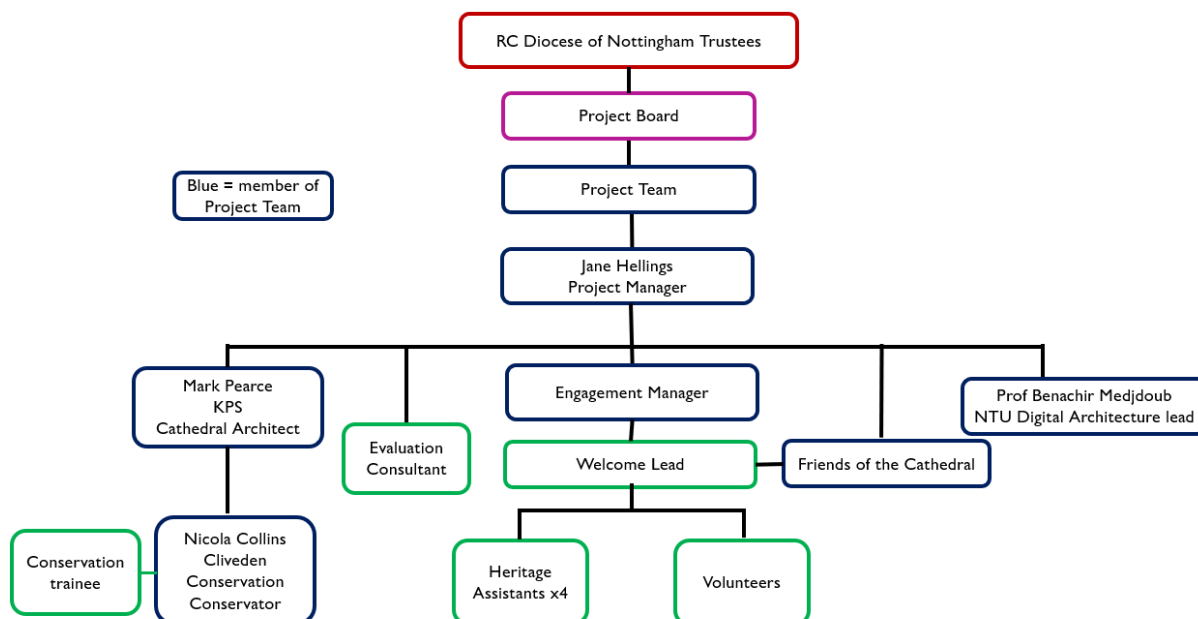 RC Diocese of Nottingham Trustees
Project Board
Blue = member of
Project Team
Project Team
Jane Hellings
Project Manager
Mark Pearce
KPS
Cathedral Architect
Evaluation
Consultant
Engagement Manager
Prof Benachir Medjdoub
NTU Digital Architecture lead
Welcome Lead
Friends of the Cathedral
Conservation
trainee
Nicola Collins
Cliveden
Conservation
Conservator
Heritage
Assistants x4
Volunteers